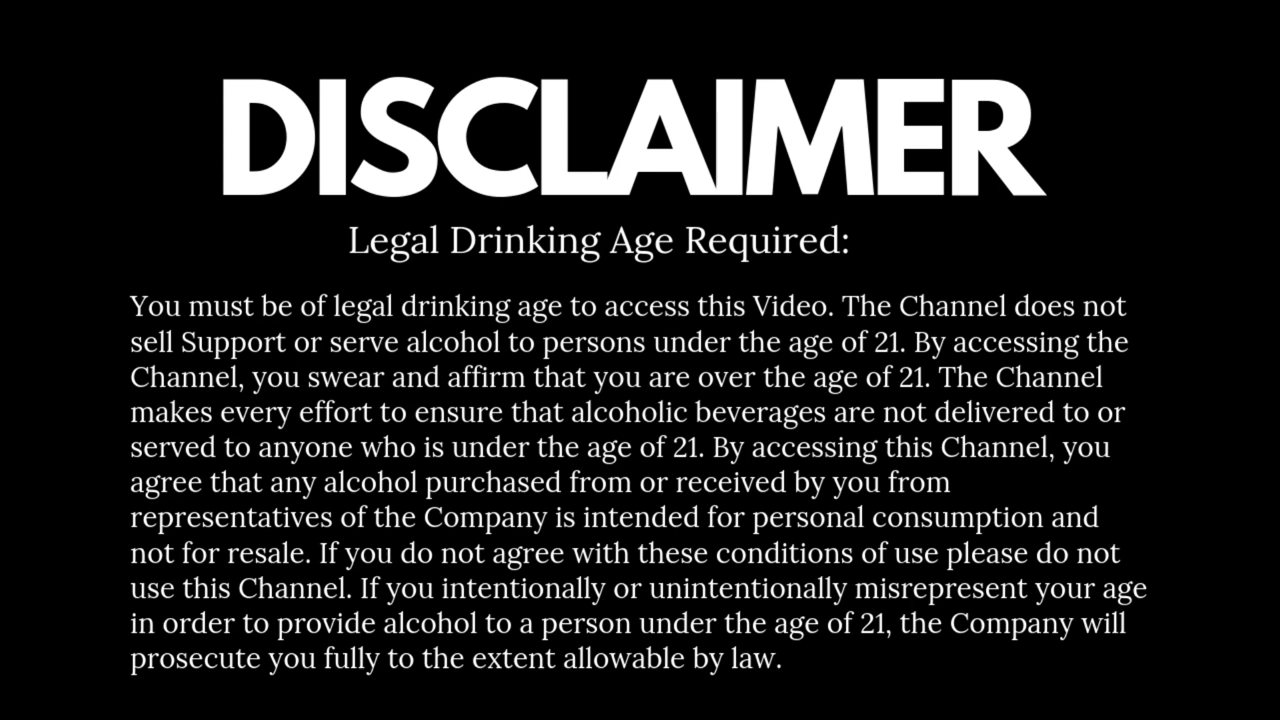 DISCLAIMER
Legal Drinking Age Required:
You must be of legal drinking age to access this Video. The Channel does not
sell Support or serve alcohol to persons under the age of 21. By accessing the
Channel, you swear and affirm that you are over the age of 21. The Channel
makes every effort to ensure that alcoholic beverages are not delivered to or
served to anyone who is under the age of 21. By accessing this Channel, you
agree that any alcohol purchased from or received by you from
representatives of the Company is intended for personal consumption and
not for resale. If you do not agree with these conditions of use please do not
use this Channel. If you intentionally or unintentionally misrepresent your age
in order to provide alcohol to a person under the age of 21, the Company will
prosecute you fully to the extent allowable by law.